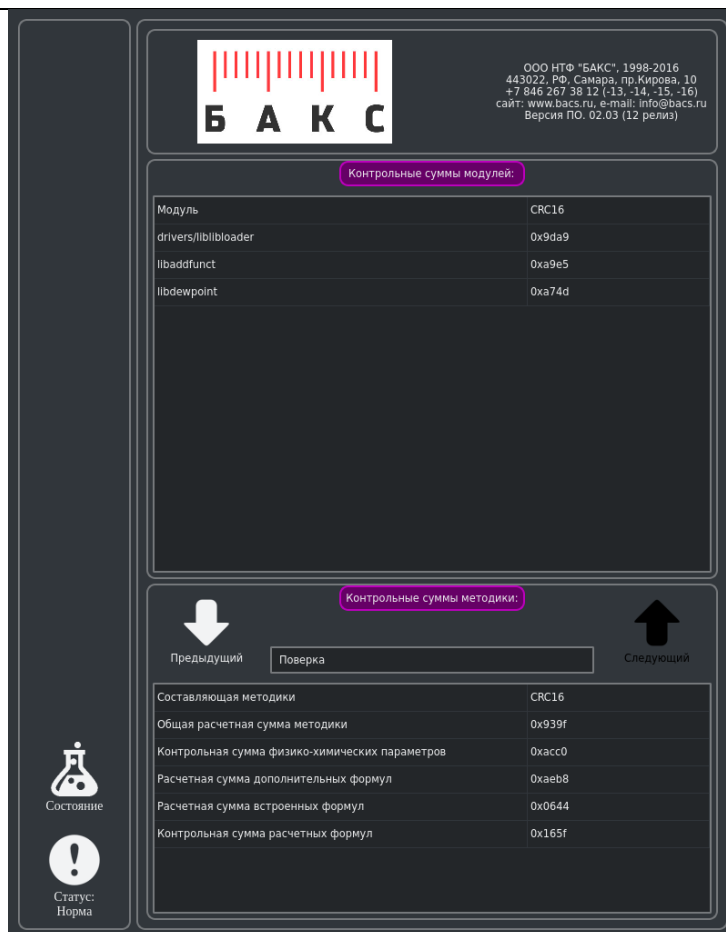 БАКС
ООО НТФ "БАКС", 1998-2016
443022, РФ, Самара, пр.Кирова, 10
+7 846 267 38 12 (-13, -14, -15, -16)
сайт: www.bacs.ru, e-mail: info@bacs.ru
Версия ПО. 02.03 (12 релиз)
Контрольные суммы модулей:
Модуль CRC16
drivers/liblibloader 0x9da9
libaddfunct 0xa9e5
libdewpoint 0xa74d
Контрольные суммы методики:
Предыдущий Поверка Следующий
Составляющая методики CRC16
Общая расчетная сумма методики 0x939f
Контрольная сумма физико-химических параметров 0xacc0
Расчетная сумма дополнительных формул 0xaeb8
Расчетная сумма встроенных формул 0x0644
Контрольная сумма расчетных формул 0x165f
Состояние
Статус:
Норма